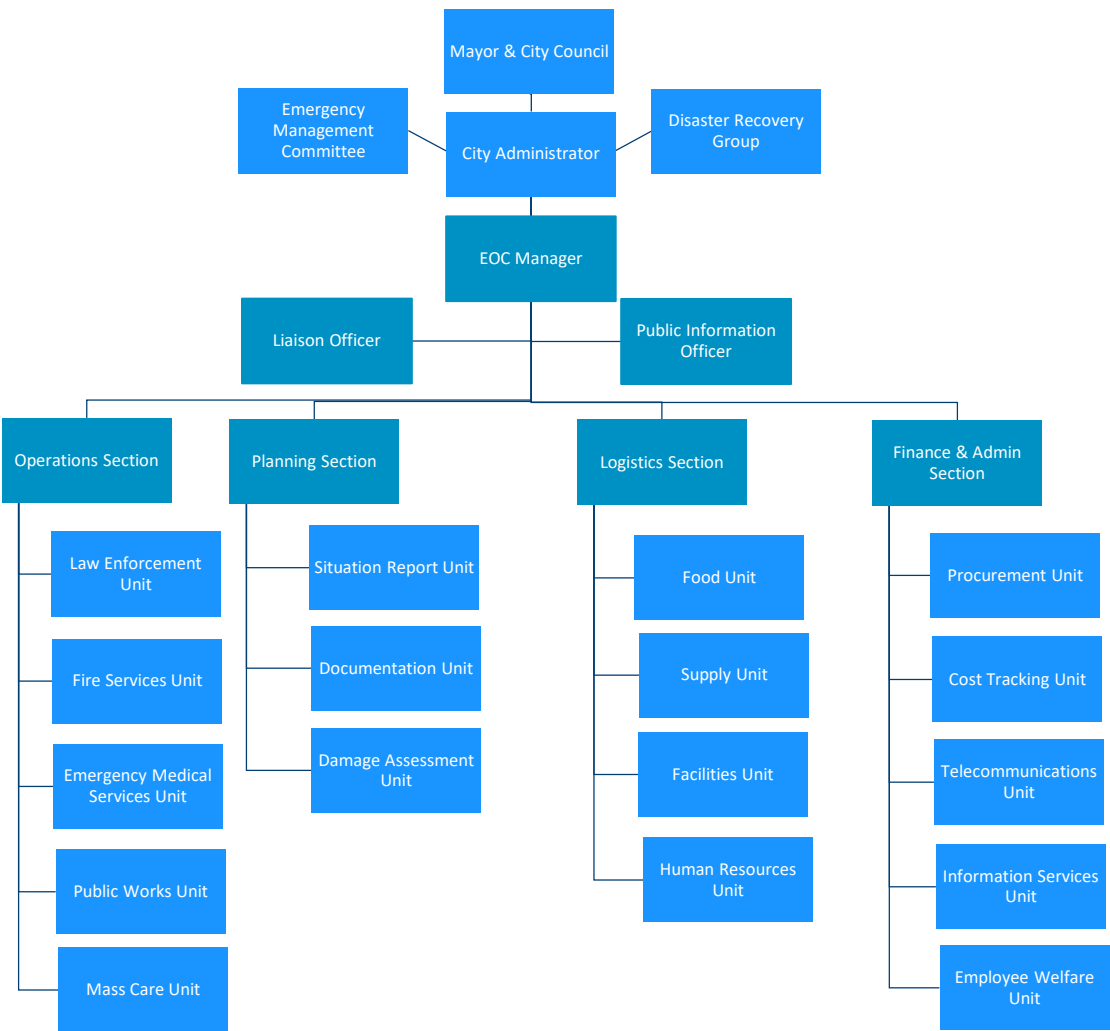 Mayor & City Council
Emergency
Management
Committee
City Administrator
Disaster Recovery
Group
EOC Manager
Liaison Officer
Public Information
Officer
Operations Section
Planning Section
Logistics Section
Finance & Admin
Section
Law Enforcement
Unit
Fire Services Unit
Emergency Medical
Services Unit
Public Works Unit
Mass Care Unit
Situation Report Unit
Documentation Unit
Damage Assessment
Unit
Food Unit
Supply Unit
Facilities Unit
Human Resources
Unit
Procurement Unit
Cost Tracking Unit
Telecommunications
Unit
Information Services
Unit
Employee Welfare
Unit